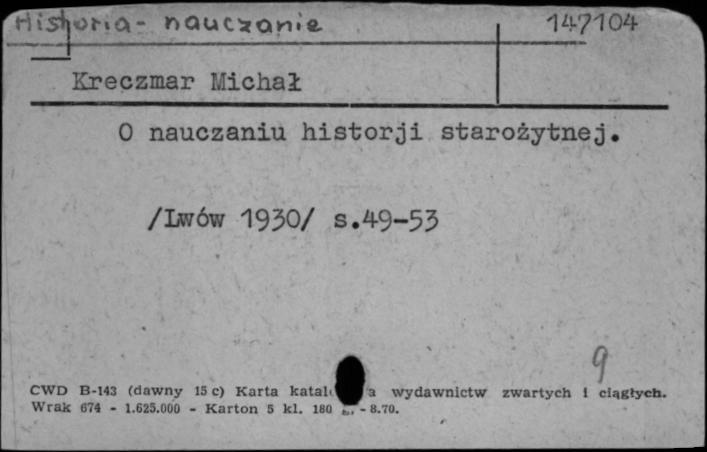 Historia - nauczanie 147104
Kreczmar Michał
O nauczaniu historji starożytnej.
/Lwów 1930/ s.49-53
9
CWD B-143 (dawny 15 c) Karta katal a wydawnictw zwartych i ciągłych.
Wrak 674 - 1.625.000 - Karton 5 kl. 180 g. - 8.70.